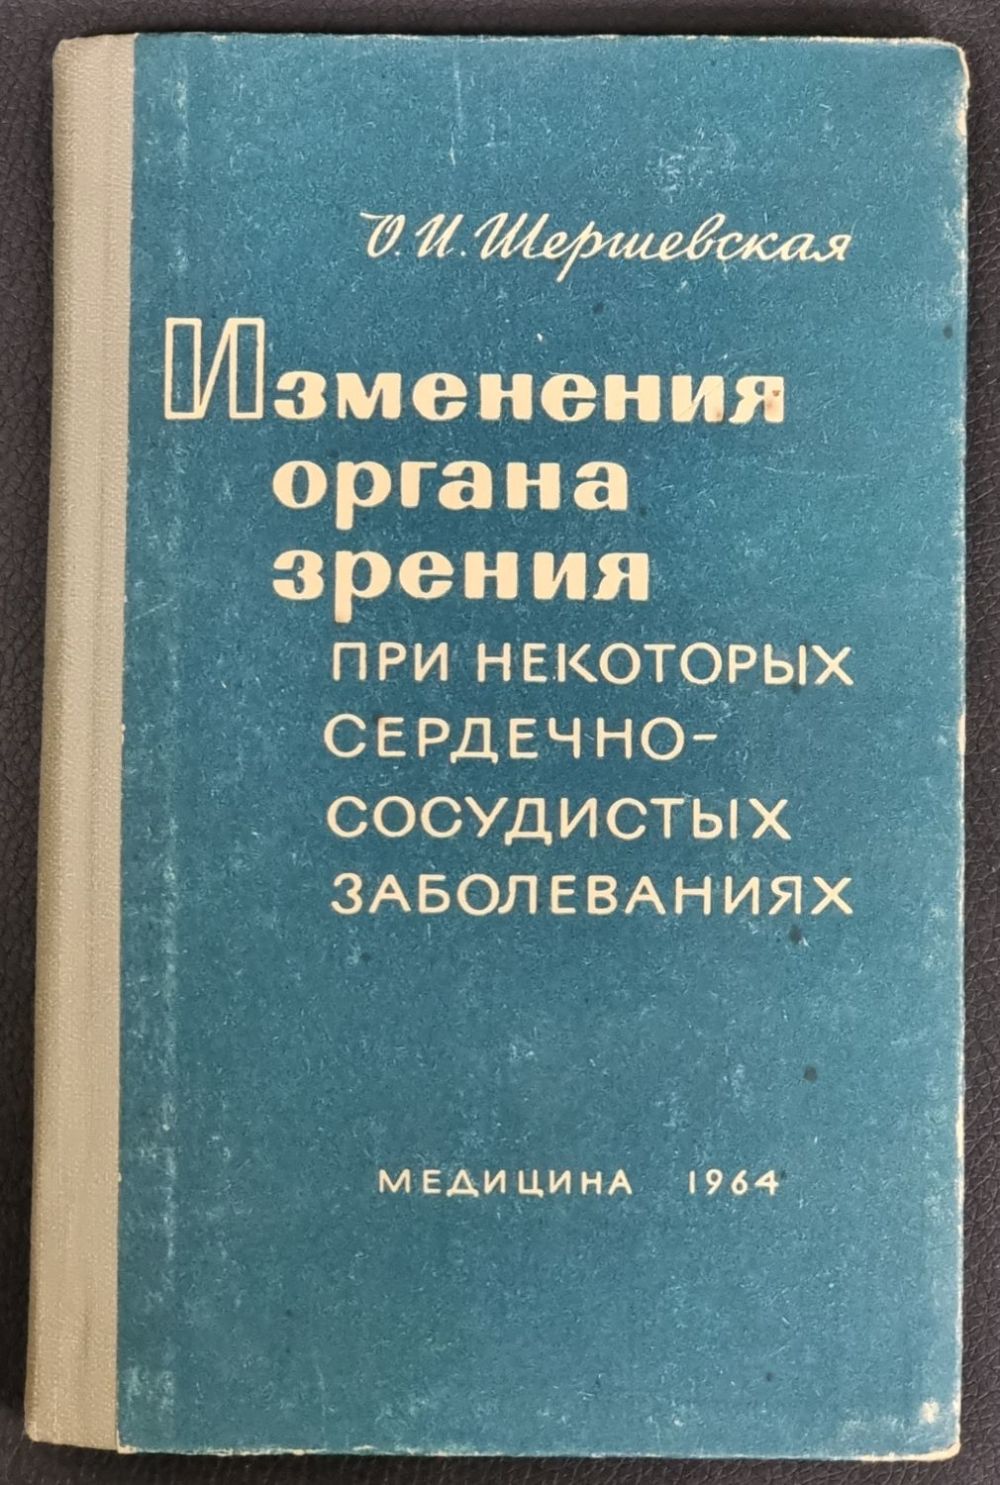 О. И. Шершевская
Изменения
органа
зрения
ПРИ НЕКОТОРЫХ
СЕРДЕЧНО-
СОСУДИСТЫХ
ЗАБОЛЕВАНИЯХ
МЕДИЦИНА 1964